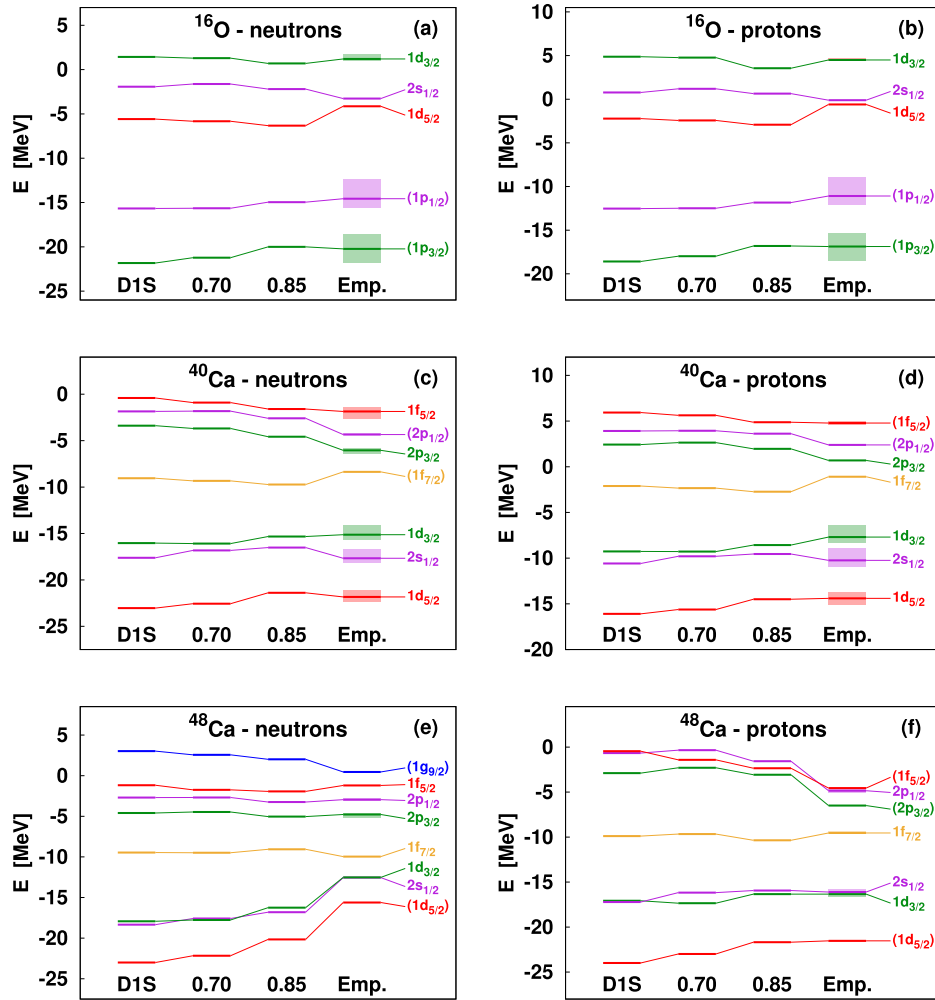 ¹⁶O - neutrons (a)
E [MeV]
5
0
-5
-10
-15
-20
-25
1d3/2
2s1/2
1d5/2
(1p1/2)
(1p3/2)
D1S 0.70 0.85 Emp.
¹⁶O - protons (b)
E [MeV]
10
5
0
-5
-10
-15
-20
1d3/2
2s1/2
1d5/2
(1p1/2)
(1p3/2)
D1S 0.70 0.85 Emp.
⁴⁰Ca - neutrons (c)
E [MeV]
0
-5
-10
-15
-20
-25
1f5/2
(2p1/2)
2p3/2
(1f7/2)
1d3/2
2s1/2
1d5/2
D1S 0.70 0.85 Emp.
⁴⁰Ca - protons (d)
E [MeV]
10
5
0
-5
-10
-15
-20
(1f5/2)
(2p1/2)
2p3/2
1f7/2
1d3/2
2s1/2
1d5/2
D1S 0.70 0.85 Emp.
⁴⁸Ca - neutrons (e)
E [MeV]
5
0
-5
-10
-15
-20
-25
(1g9/2)
1f5/2
2p1/2
2p3/2
1f7/2
1d3/2
2s1/2
(1d5/2)
D1S 0.70 0.85 Emp.
⁴⁸Ca - protons (f)
E [MeV]
0
-5
-10
-15
-20
-25
(1f5/2)
2p1/2
(2p3/2)
1f7/2
2s1/2
1d3/2
(1d5/2)
D1S 0.70 0.85 Emp.